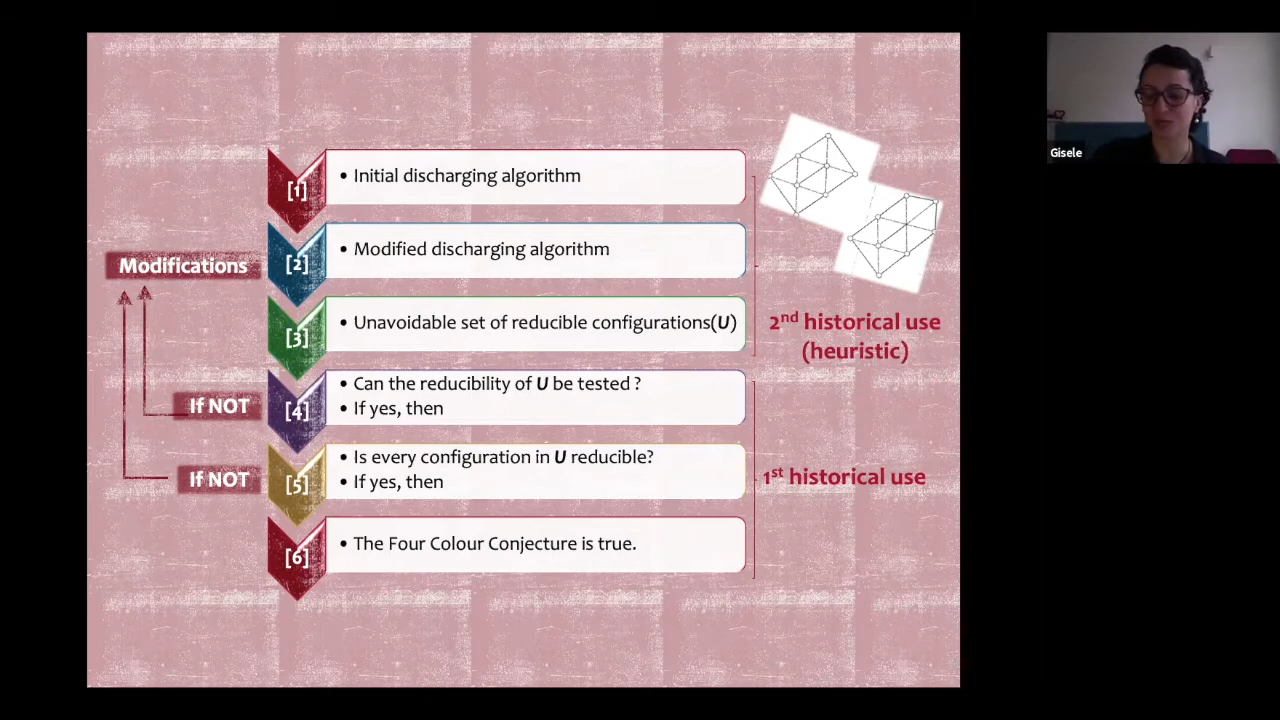 [1]
• Initial discharging algorithm
[2]
• Modified discharging algorithm
Modifications
[3]
• Unavoidable set of reducible configurations(U)
2nd historical use
(heuristic)
If NOT
[4]
• Can the reducibility of U be tested ?
• If yes, then
If NOT
[5]
• Is every configuration in U reducible?
• If yes, then
1st historical use
[6]
• The Four Colour Conjecture is true.
Gisele